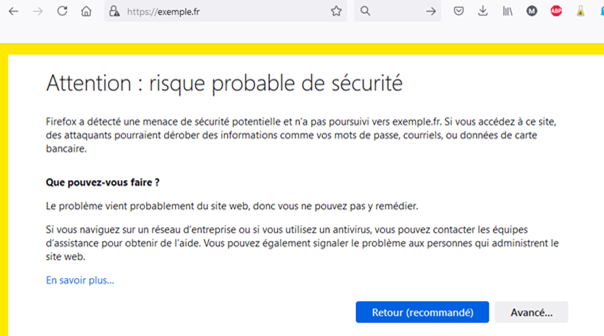 https://exemple.fr
M
ABP
Attention : risque probable de sécurité
Firefox a détecté une menace de sécurité potentielle et n'a pas poursuivi vers exemple.fr. Si vous accédez à ce site,
des attaquants pourraient dérober des informations comme vos mots de passe, courriels, ou données de carte
bancaire.
Que pouvez-vous faire ?
Le problème vient probablement du site web, donc vous ne pouvez pas y remédier.
Si vous naviguez sur un réseau d'entreprise ou si vous utilisez un antivirus, vous pouvez contacter les équipes
d'assistance pour obtenir de l'aide. Vous pouvez également signaler le problème aux personnes qui administrent le
site web.
En savoir plus...
Retour (recommandé) Avancé...